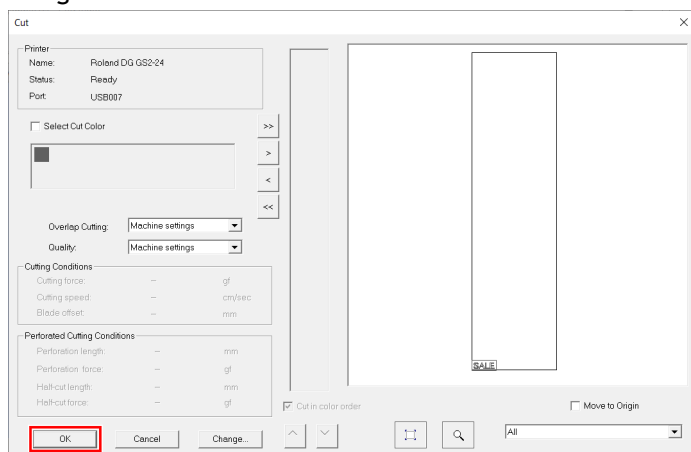 Cut
Printer
Name: Roland DG GS2-24
Status: Ready
Port: USB007
Select Cut Color
>>
>
<
<<
Overlap Cutting: Machine settings
Quality: Machine settings
Cutting Conditions
Cutting force: -- gf
Cutting speed: -- cm/sec
Blade offset: -- mm
Perforated Cutting Conditions
Perforation length: -- mm
Perforation force: -- gf
Half-cut length: -- mm
Half-cut force: -- gf
SALE
Cut in color order
Move to Origin
OK Cancel Change... All